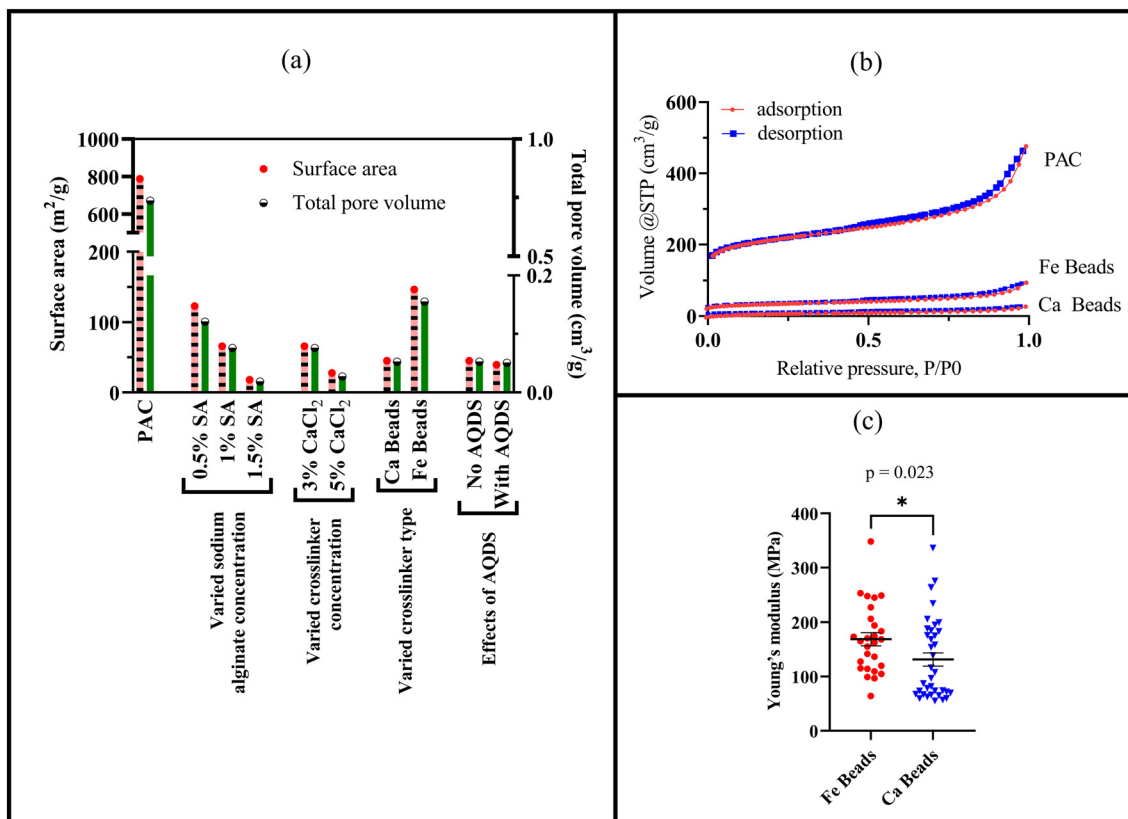 (a)
1000
800
600
200
100
0
Surface area (m²/g)
Surface area
Total pore volume
1.0
0.5
0.2
0.0
Total pore volume (cm³/g)
PAC
0.5% SA
1% SA
1.5% SA
3% CaCl₂
5% CaCl₂
Ca Beads
Fe Beads
No AQDS
With AQDS
Varied sodium
alginate concentration
Varied crosslinker
concentration
Varied crosslinker type
Effects of AQDS
(b)
adsorption
desorption
600
400
200
0
Volume @STP (cm³/g)
PAC
Fe Beads
Ca Beads
0.0
0.5
1.0
Relative pressure, P/P0
(c)
p = 0.023
*
400
300
200
100
0
Young's modulus (MPa)
Fe Beads
Ca Beads